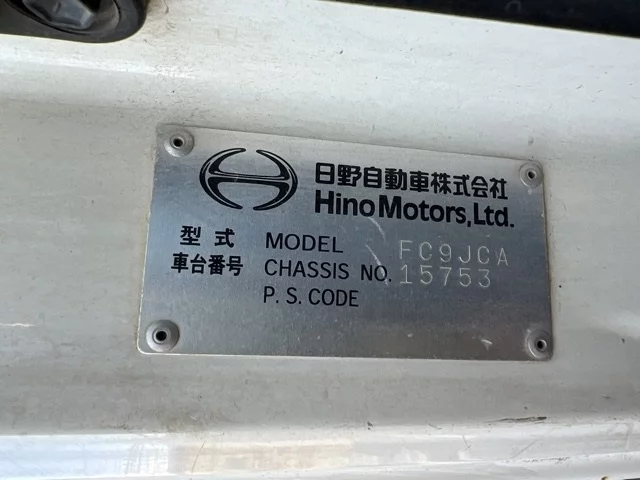 日野自動車株式会社
Hino Motors, Ltd.
型式 MODEL FC9JCA
車台番号 CHASSIS NO. 15753
P. S. CODE